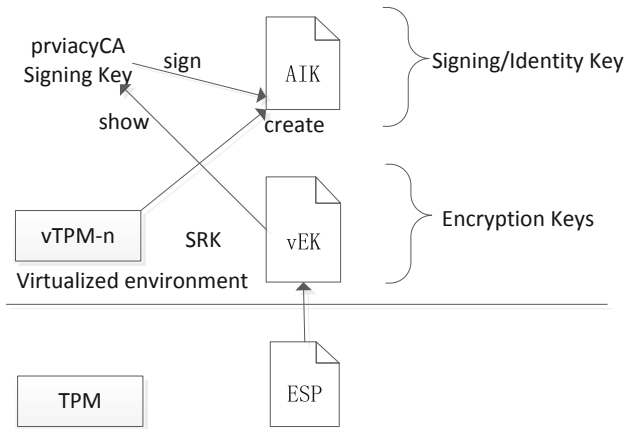 prviacyCA
Signing Key
sign
AIK
Signing/Identity Key
show
create
vTPM-n
SRK
vEK
Encryption Keys
Virtualized environment
TPM
ESP